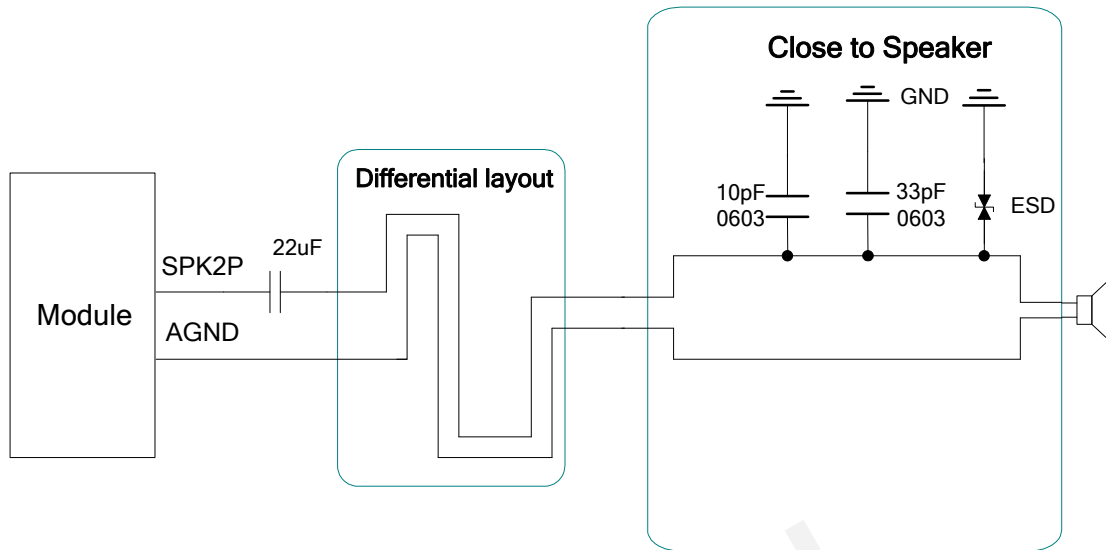 Close to Speaker
GND
Differential layout
10pF
0603
33pF
0603
ESD
22uF
SPK2P
Module
AGND